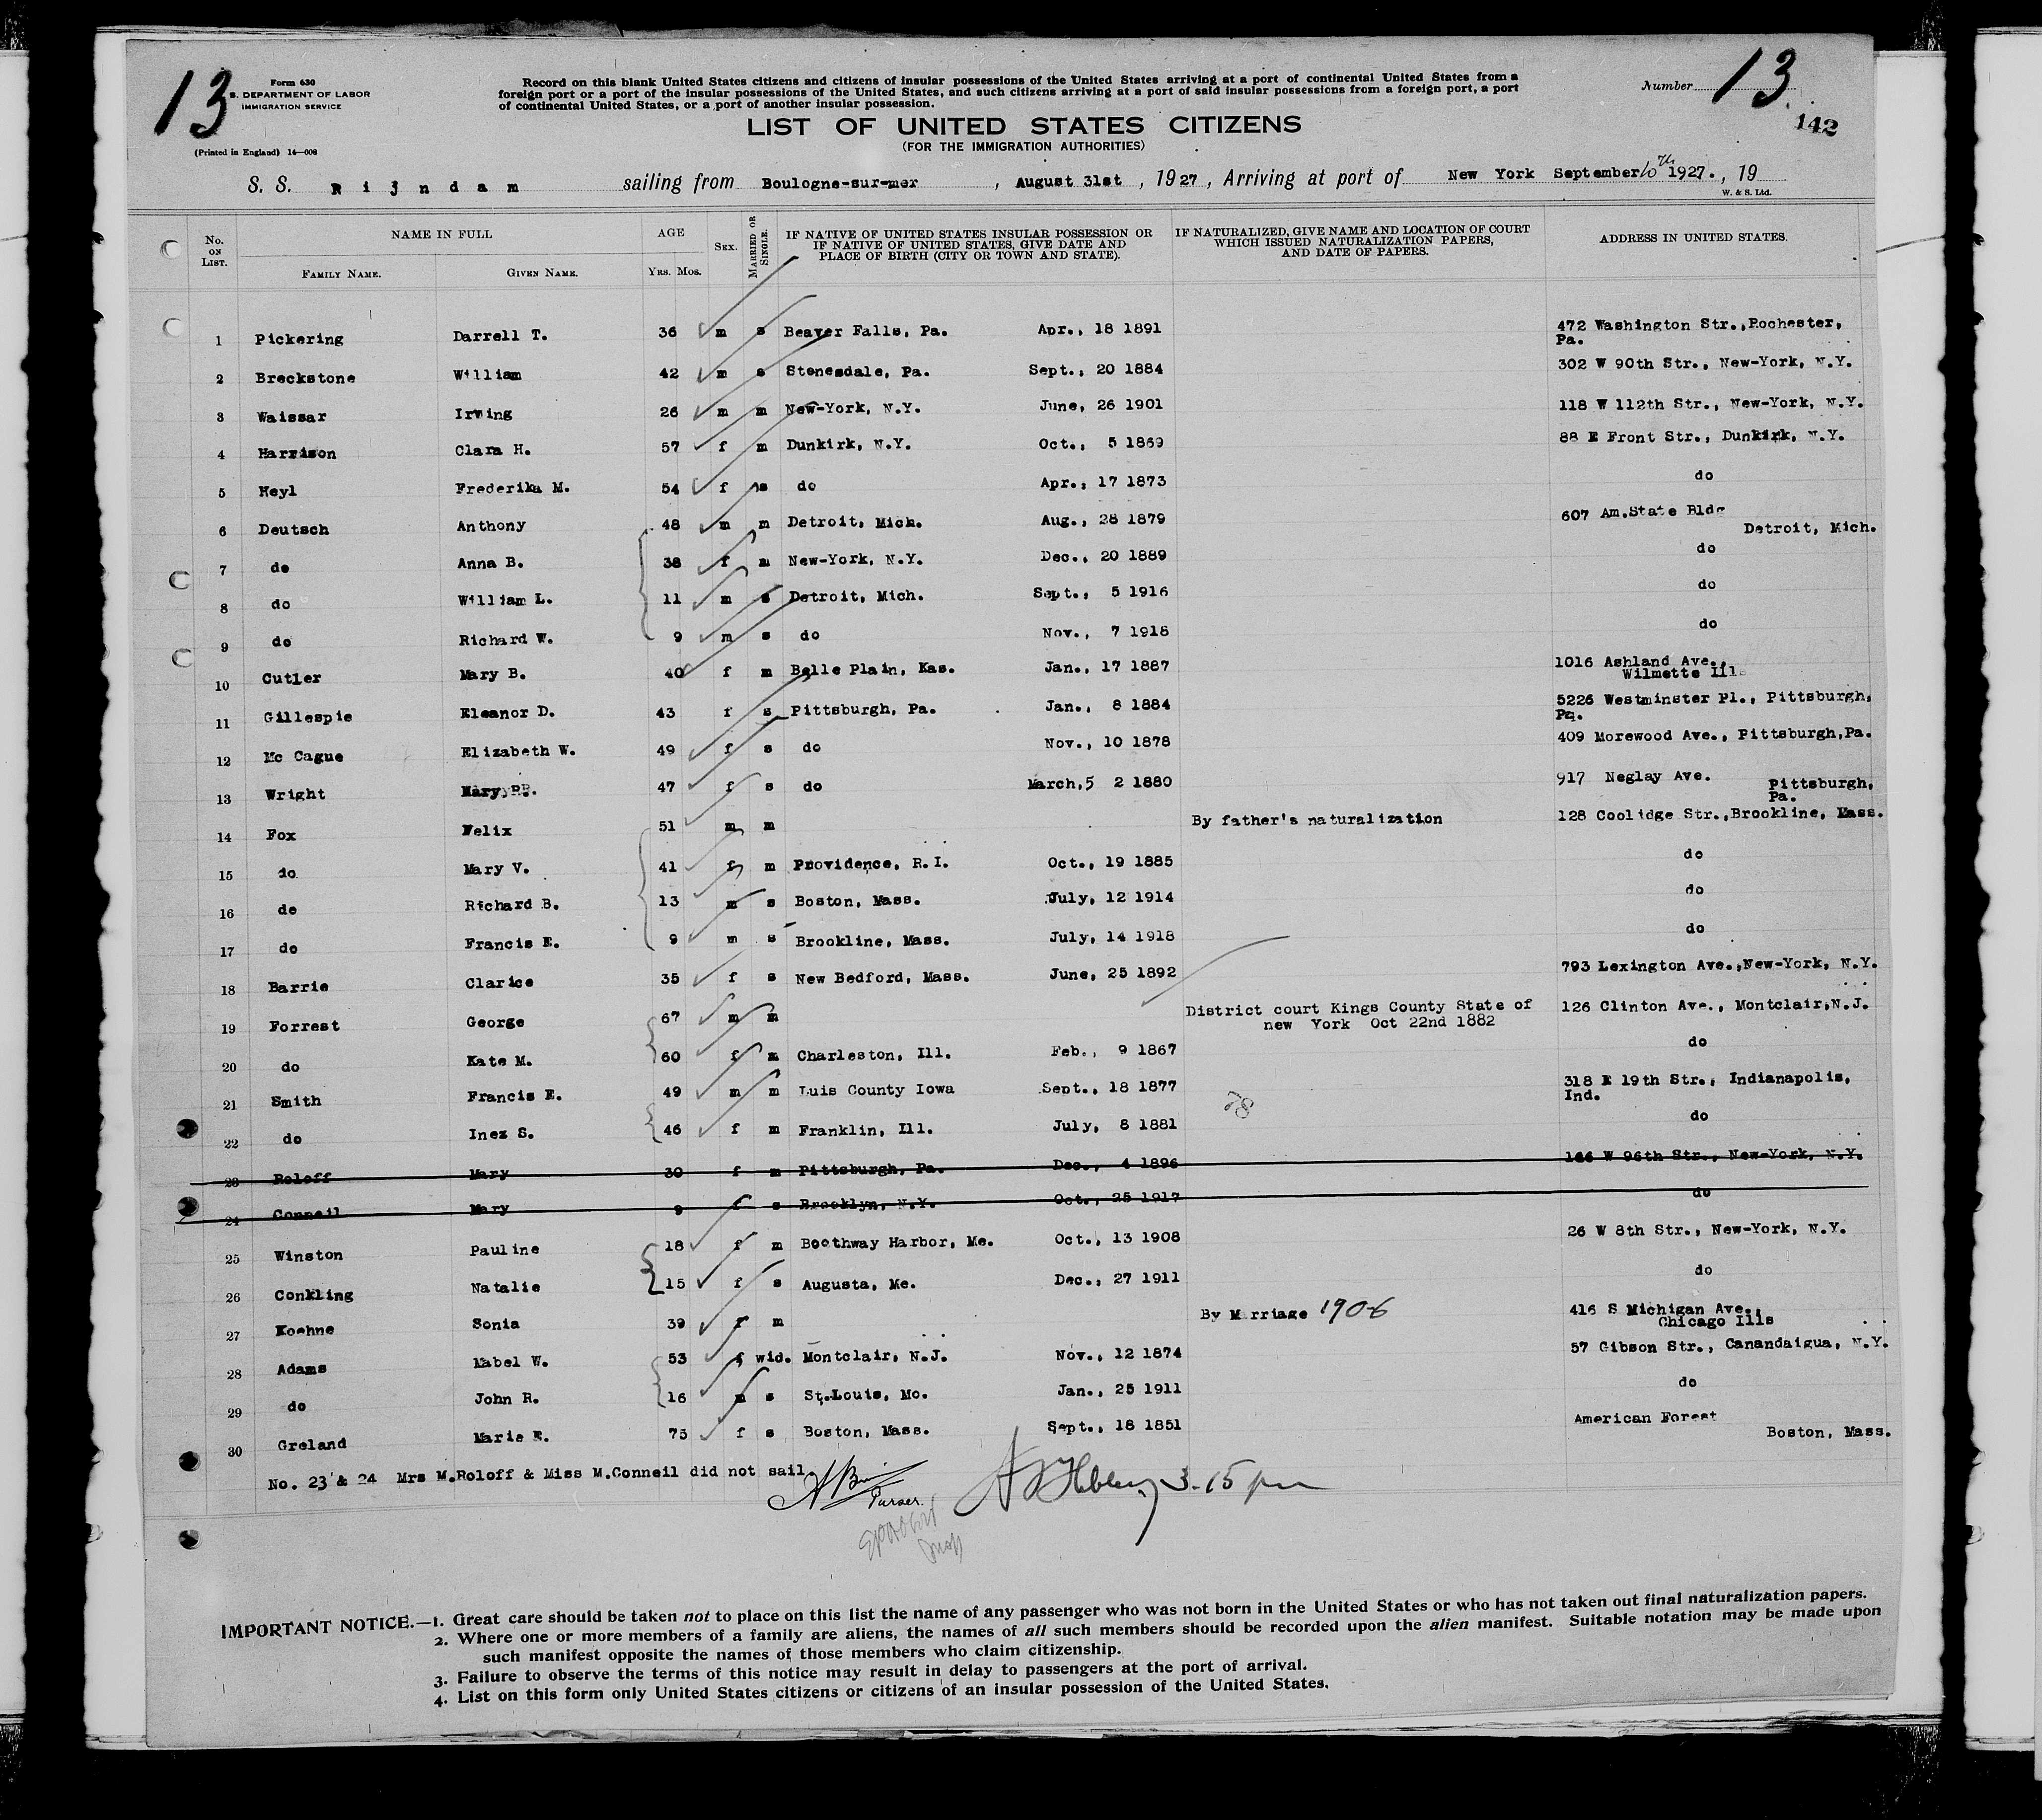 13
Form 630
S. DEPARTMENT OF LABOR
IMMIGRATION SERVICE
(Printed in England) 14—608
Record on this blank United States citizens and citizens of insular possessions of the United States arriving at a port of continental United States from a
foreign port or a port of the insular possessions of the United States, and such citizens arriving at a port of said insular possessions from a foreign port, a port
of continental United States, or a port of another insular possession.
Number 13
142
LIST OF UNITED STATES CITIZENS
(FOR THE IMMIGRATION AUTHORITIES)
S. S. Rijndam sailing from Boulogne-sur-mer, August 31st, 1927, Arriving at port of New York September 10th 1927., 19
W. & S. Ltd.
No. ON LIST. NAME IN FULL FAMILY NAME. GIVEN NAME. AGE YRS. MOS. SEX. MARRIED OR SINGLE. IF NATIVE OF UNITED STATES INSULAR POSSESSION OR IF NATIVE OF UNITED STATES, GIVE DATE AND PLACE OF BIRTH (CITY OR TOWN AND STATE). IF NATURALIZED, GIVE NAME AND LOCATION OF COURT WHICH ISSUED NATURALIZATION PAPERS, AND DATE OF PAPERS. ADDRESS IN UNITED STATES.
1 Pickering Darrell T. 36 m s Beaver Falls, Pa. Apr., 18 1891 472 Washington Str.,Rochester, Pa.
2 Breckstone William 42 m s Stonesdale, Pa. Sept., 20 1884 302 W 90th Str., New-York, N.Y.
3 Waissar Irwing 26 m m New-York, N.Y. June, 26 1901 118 W 112th Str., New-York, N.Y.
4 Harrison Clara H. 57 f m Dunkirk, N.Y. Oct., 5 1869 88 E Front Str., Dunkirk, N.Y.
5 Heyl Frederika M. 54 f s do Apr., 17 1873 do
6 Deutsch Anthony 48 m m Detroit, Mich. Aug., 28 1879 607 Am.State Bldg Detroit, Mich.
7 do Anna B. 38 f m New-York, N.Y. Dec., 20 1889 do
8 do William L. 11 m s Detroit, Mich. Sept., 5 1916 do
9 do Richard W. 9 m s do Nov., 7 1918 do
10 Cutler Mary B. 40 f m Belle Plain, Kas. Jan., 17 1887 1016 Ashland Ave., Wilmette Ills
11 Gillespie Eleanor D. 43 f s Pittsburgh, Pa. Jan., 8 1884 5226 Westminster Pl., Pittsburgh, Pa.
12 Mc Cague Elizabeth W. 49 f s do Nov., 10 1878 409 Morewood Ave., Pittsburgh,Pa.
13 Wright Mary 47 f s do March,5 2 1880 917 Neglay Ave. Pittsburgh, Pa.
14 Fox Felix 51 m m By father's naturalization 128 Coolidge Str.,Brookline, Mass.
15 do Mary V. 41 f m Providence, R.I. Oct., 19 1885 do
16 do Richard B. 13 m s Boston, Mass. July, 12 1914 do
17 do Francis E. 9 m s Brookline, Mass. July, 14 1918 do
18 Barrie Clarice 35 f s New Bedford, Mass. June, 25 1892 793 Lexington Ave.,New-York, N.Y.
19 Forrest George 67 m m District court Kings County State of new York Oct 22nd 1882 126 Clinton Ave., Montclair,N.J.
20 do Kate M. 60 f m Charleston, Ill. Feb., 9 1867 do
21 Smith Francis E. 49 m m Luis County Iowa Sept., 18 1877 318 E 19th Str., Indianapolis, Ind.
22 do Inez S. 46 f m Franklin, Ill. July, 8 1881 do
23 Roloff Mary 30 f m Pittsburgh, Pa. Dec., 4 1896 166 W 96th Str., New-York, N.Y.
24 Conneil Mary 9 f s Brooklyn, N.Y. Oct., 25 1917 do
25 Winston Pauline 18 f m Boothway Harbor, Me. Oct., 13 1908 26 W 8th Str., New-York, N.Y.
26 Conkling Natalie 15 f s Augusta, Me. Dec., 27 1911 do
27 Koehne Sonia 39 f m By Marriage 1906 416 S Michigan Ave., Chicago Ills
28 Adams Mabel W. 53 f wid. Montclair, N.J. Nov., 12 1874 57 Gibson Str., Canandaigua, N.Y.
29 do John R. 16 m s St.Louis, Mo. Jan., 25 1911 do
30 Greland Marie E. 75 f s Boston, Mass. Sept., 18 1851 American Forest Boston, Mass.
No. 23 & 24 Mrs M.Roloff & Miss M.Conneil did not sail.
Purser. 3.15 pm
IMPORTANT NOTICE.—1. Great care should be taken not to place on this list the name of any passenger who was not born in the United States or who has not taken out final naturalization papers.
2. Where one or more members of a family are aliens, the names of all such members should be recorded upon the alien manifest. Suitable notation may be made upon
such manifest opposite the names of those members who claim citizenship.
3. Failure to observe the terms of this notice may result in delay to passengers at the port of arrival.
4. List on this form only United States citizens or citizens of an insular possession of the United States.